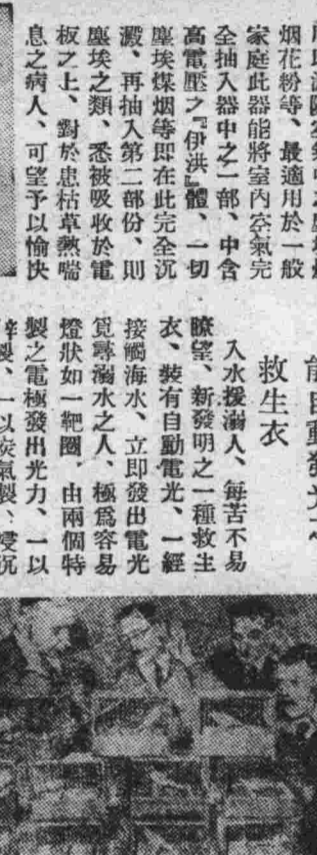 烟花粉等、最適用於一般
家庭此器能將室內空氣完
全抽入器中之一部、中含
高電壓之『伊洪』體、一切
塵埃煤烟等即在此完全沉
澱、再抽入第二部份、則
塵埃之類、悉被吸收於電
板之上、對於患枯草熱喘
息之病人、可望予以愉快
能自動發光之
救生衣
入水援溺人、每苦不易
瞭望、新發明之一種救生
衣、裝有自動電光、一經
接觸海水、立即發出電光
覓尋溺水之人、極爲容易
燈狀如一靶圈、由兩個特
製之電極發出光力、一以
鋅製、一以炭氣製、浸沉